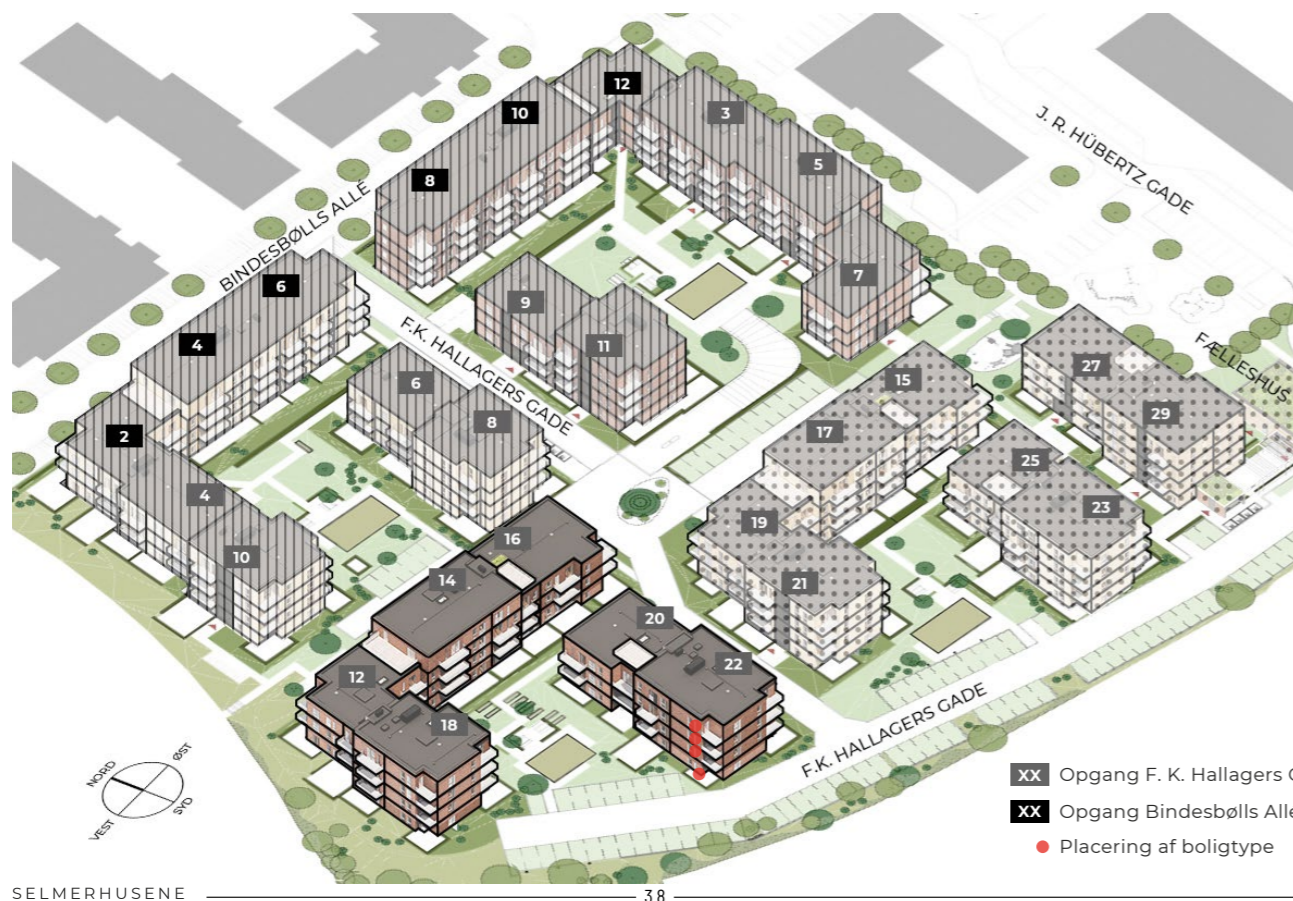 12
10
3
8
5
J. R. HÜBERTZ GADE
BINDESBØLLS ALLÉ
6
7
9
F.K. HALLAGERS GADE
11
4
27
FÆLLESHUS
15
6
29
2
8
17
25
4
19
23
10
16
14
21
20
22
12
18
F.K. HALLAGERS GADE
NORD
ØST
SYD
VEST
XX Opgang F. K. Hallagers
XX Opgang Bindesbølls Allé
Placering af boligtype
SELMERHUSENE
38